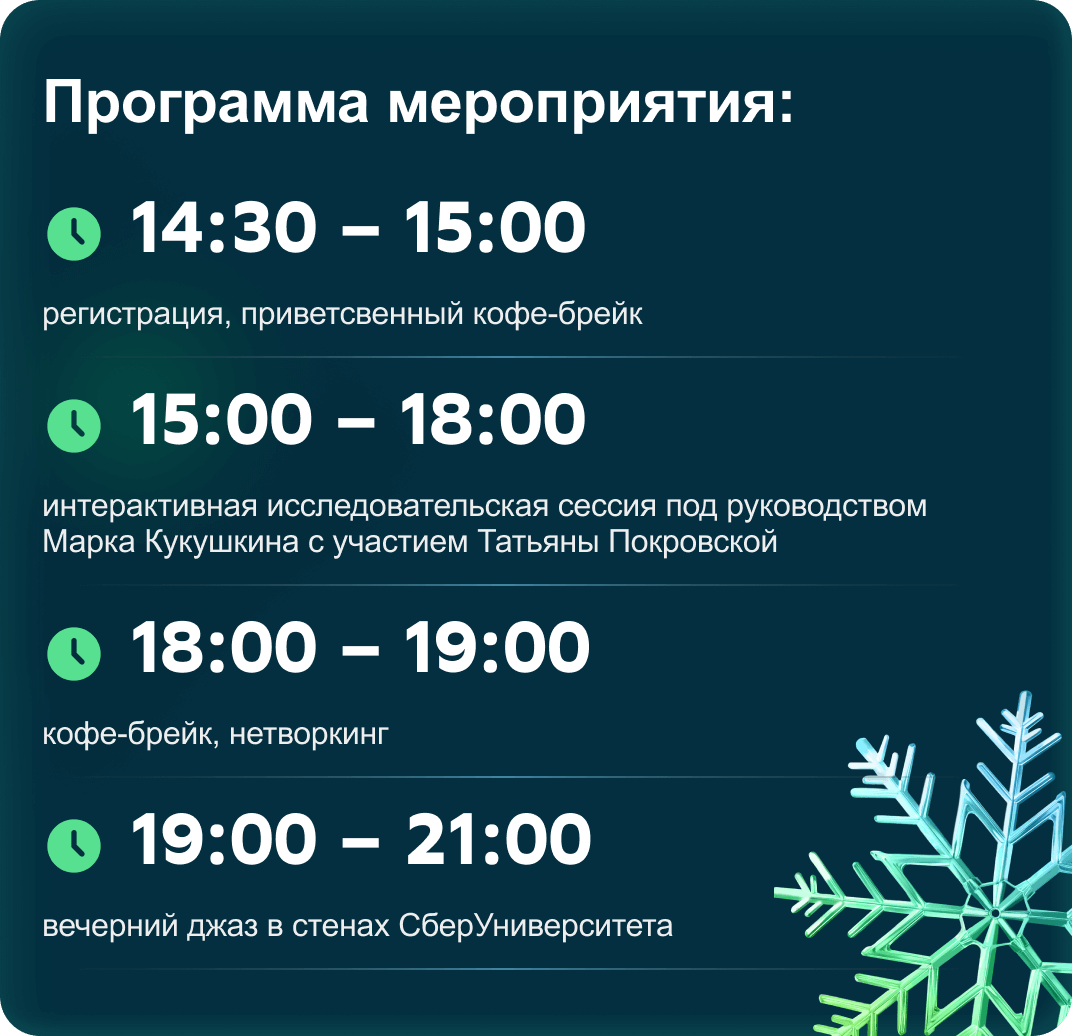 Программа мероприятия:
14:30 – 15:00
регистрация, приветсвенный кофе-брейк
15:00 – 18:00
интерактивная исследовательская сессия под руководством
Марка Кукушкина с участием Татьяны Покровской
18:00 – 19:00
кофе-брейк, нетворкинг
19:00 – 21:00
вечерний джаз в стенах СберУниверситета